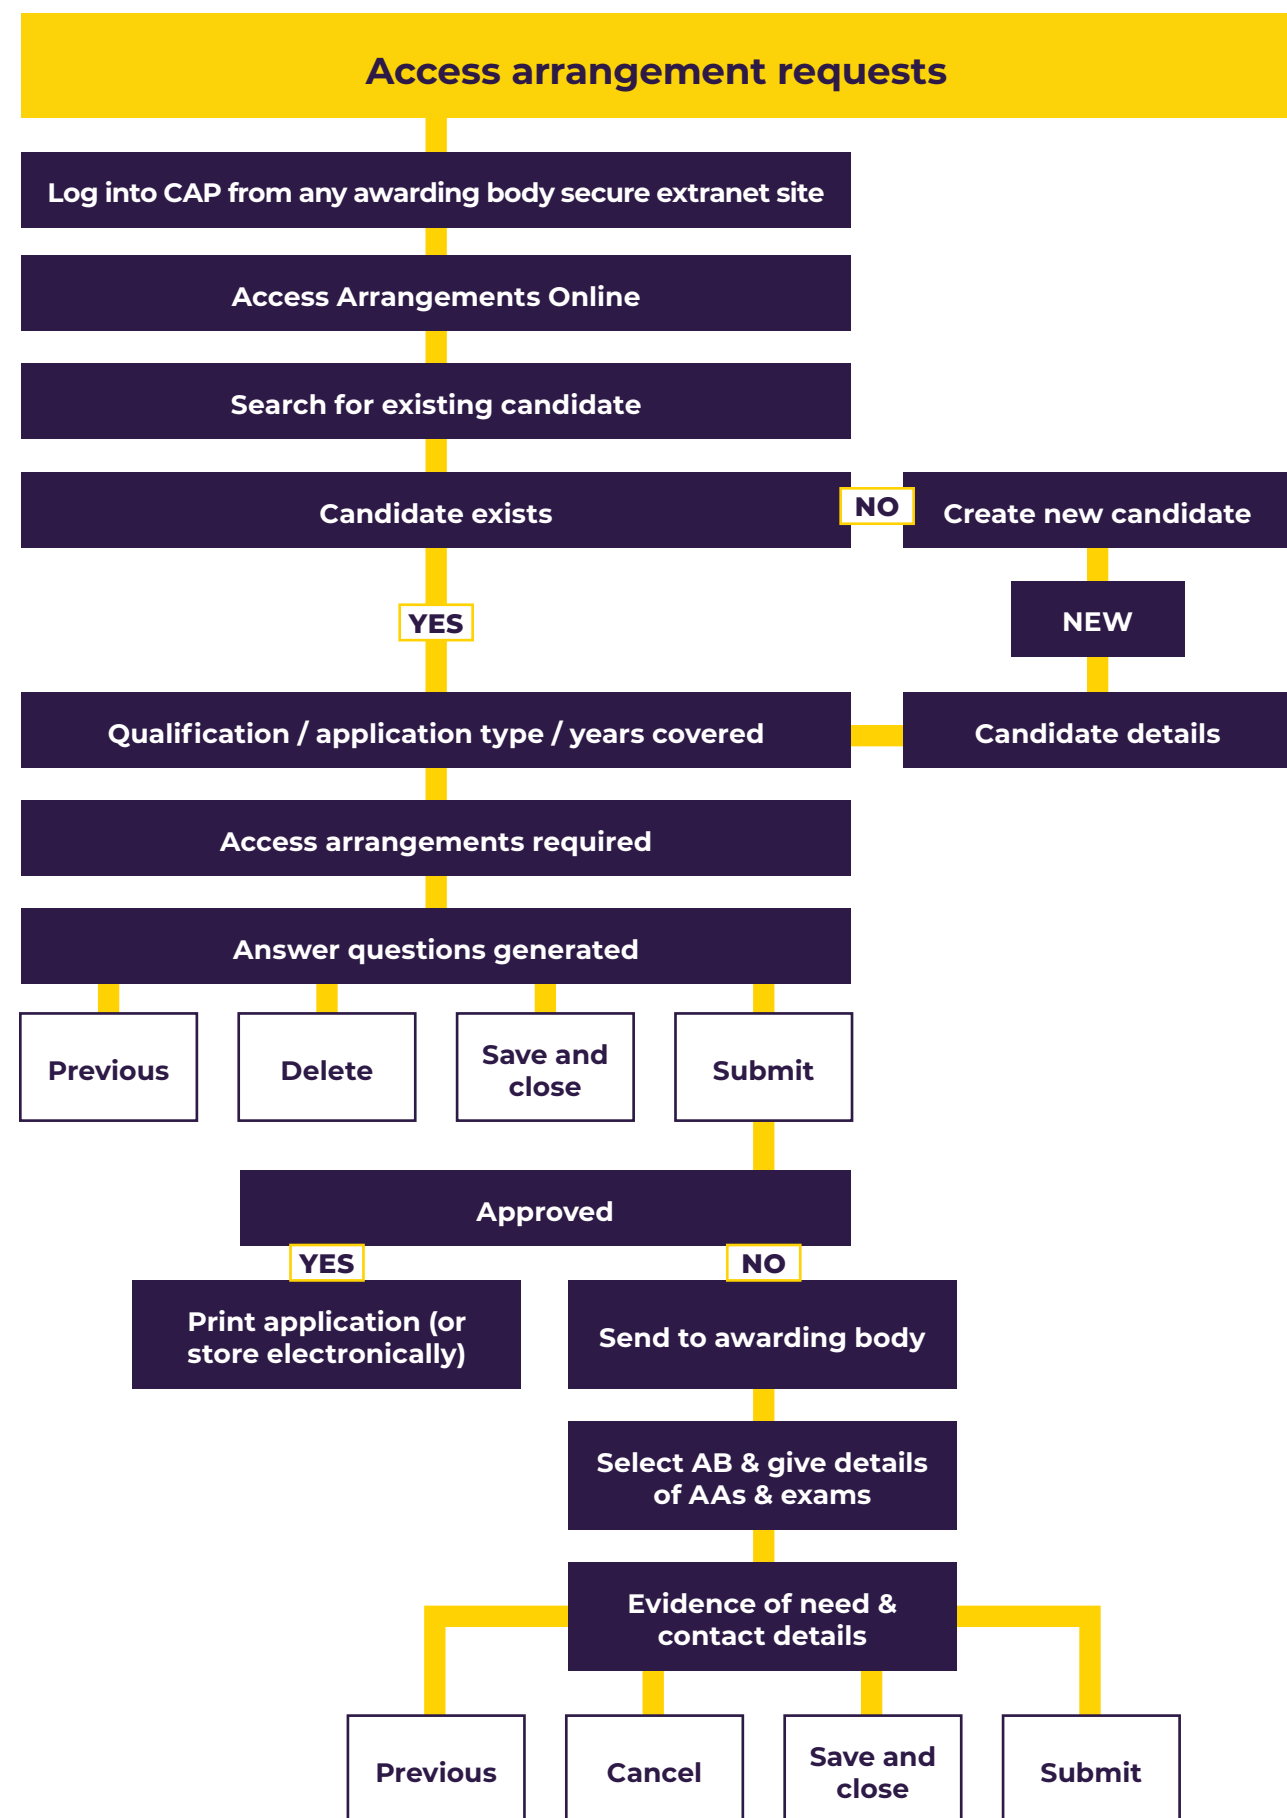 Access arrangement requests
Log into CAP from any awarding body secure extranet site
Access Arrangements Online
Search for existing candidate
Candidate exists
NO
Create new candidate
YES
NEW
Qualification / application type / years covered
Candidate details
Access arrangements required
Answer questions generated
Previous
Delete
Save and
close
Submit
Approved
YES
NO
Print application (or
store electronically)
Send to awarding body
Select AB & give details
of AAs & exams
Evidence of need &
contact details
Previous
Cancel
Save and
close
Submit